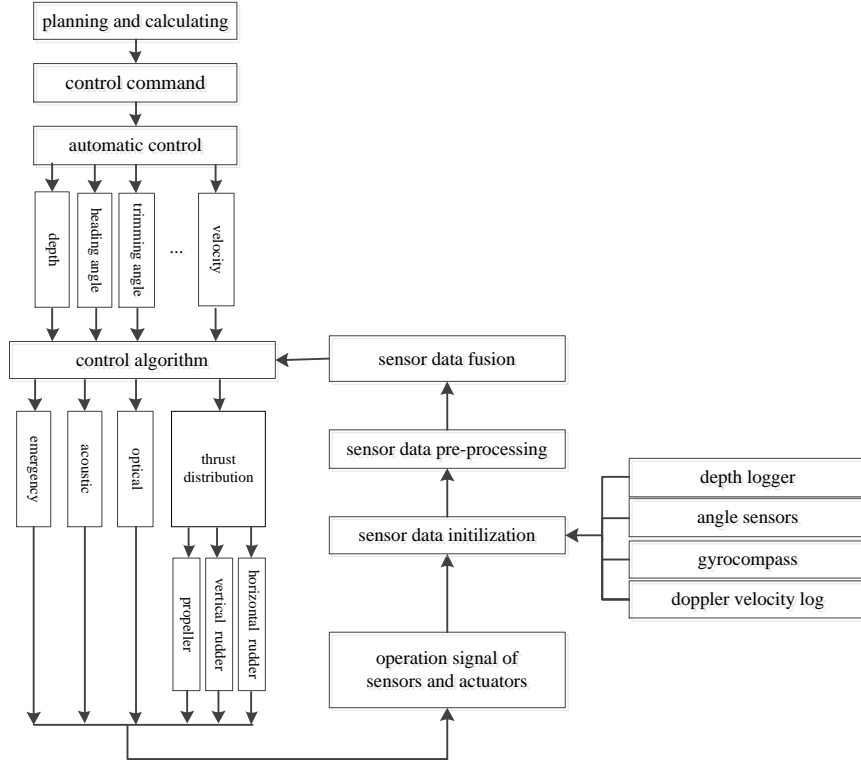 planning and calculating
control command
automatic control
depth
heading angle
trimming angle
...
velocity
control algorithm
sensor data fusion
emergency
acoustic
optical
thrust
distribution
sensor data pre-processing
sensor data initilization
depth logger
angle sensors
gyrocompass
doppler velocity log
propeller
vertical rudder
horizontal rudder
operation signal of
sensors and actuators